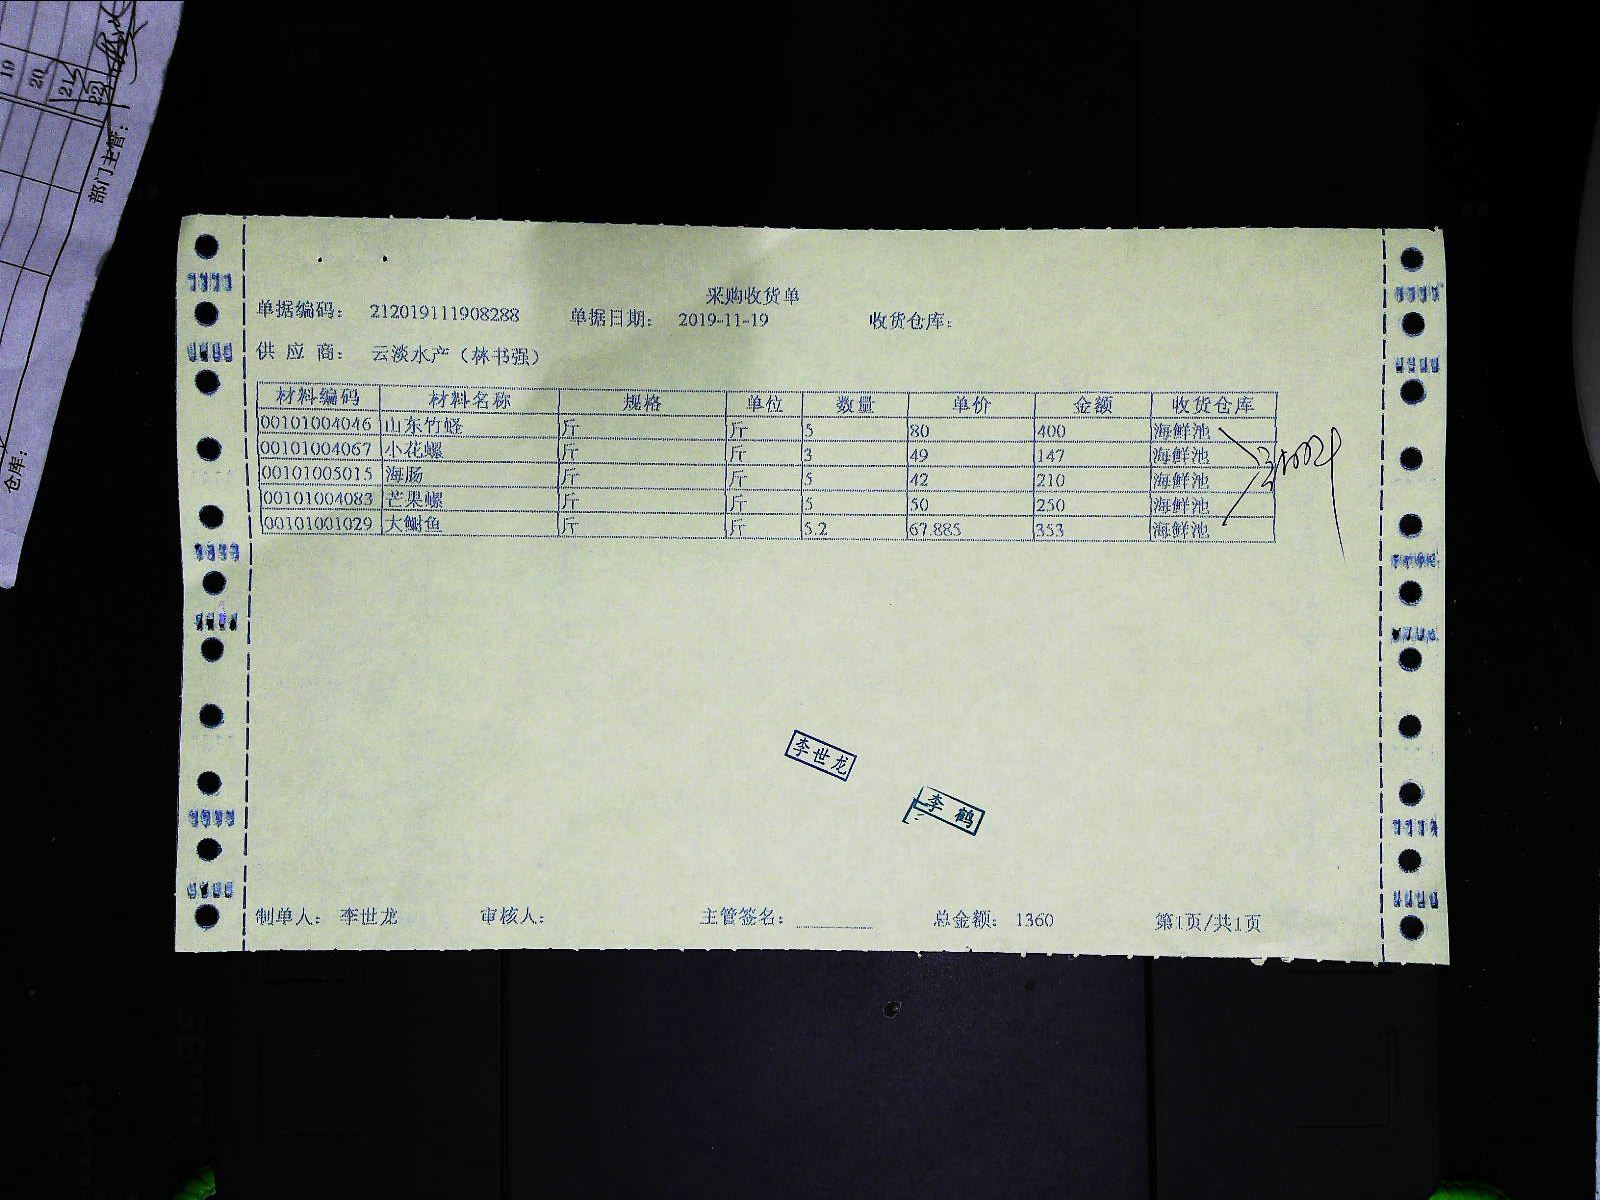 19
20
21
22
部门主管：
仓库：
采购收货单
单据编码： 212019111908288 单据日期： 2019-11-19 收货仓库：
供 应 商： 云淡水产（林书强）
材料编码 材料名称 规格 单位 数量 单价 金额 收货仓库
00101004046 山东竹蛏 斤 斤 5 80 400 海鲜池
00101004067 小花螺 斤 斤 3 49 147 海鲜池
00101005015 海肠 斤 斤 5 42 210 海鲜池
00101004083 芒果螺 斤 斤 5 50 250 海鲜池
00101001029 大鲥鱼 斤 斤 5.2 67.885 353 海鲜池
李世龙
李鹤
制单人： 李世龙 审核人： 主管签名： 总金额： 1360 第1页/共1页